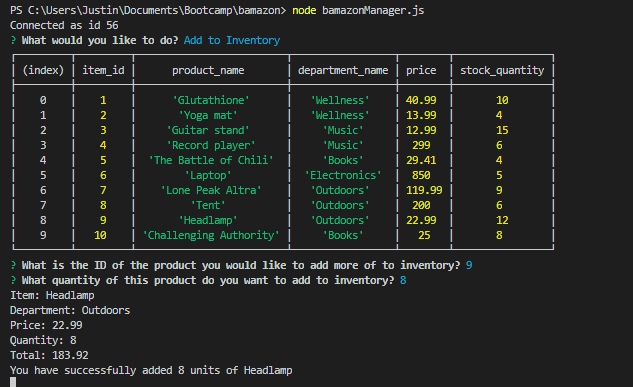 PS C:\Users\Justin\Documents\Bootcamp\bamazon> node bamazonManager.js
Connected as id 56
? What would you like to do? Add to Inventory
(index) item_id product_name department_name price stock_quantity
0 1 'Glutathione' 'Wellness' 40.99 10
1 2 'Yoga mat' 'Wellness' 13.99 4
2 3 'Guitar stand' 'Music' 12.99 15
3 4 'Record player' 'Music' 299 6
4 5 'The Battle of Chili' 'Books' 29.41 4
5 6 'Laptop' 'Electronics' 850 5
6 7 'Lone Peak Altra' 'Outdoors' 119.99 9
7 8 'Tent' 'Outdoors' 200 6
8 9 'Headlamp' 'Outdoors' 22.99 12
9 10 'Challenging Authority' 'Books' 25 8
? What is the ID of the product you would like to add more of to inventory? 9
? What quantity of this product do you want to add to inventory? 8
Item: Headlamp
Department: Outdoors
Price: 22.99
Quantity: 8
Total: 183.92
You have successfully added 8 units of Headlamp